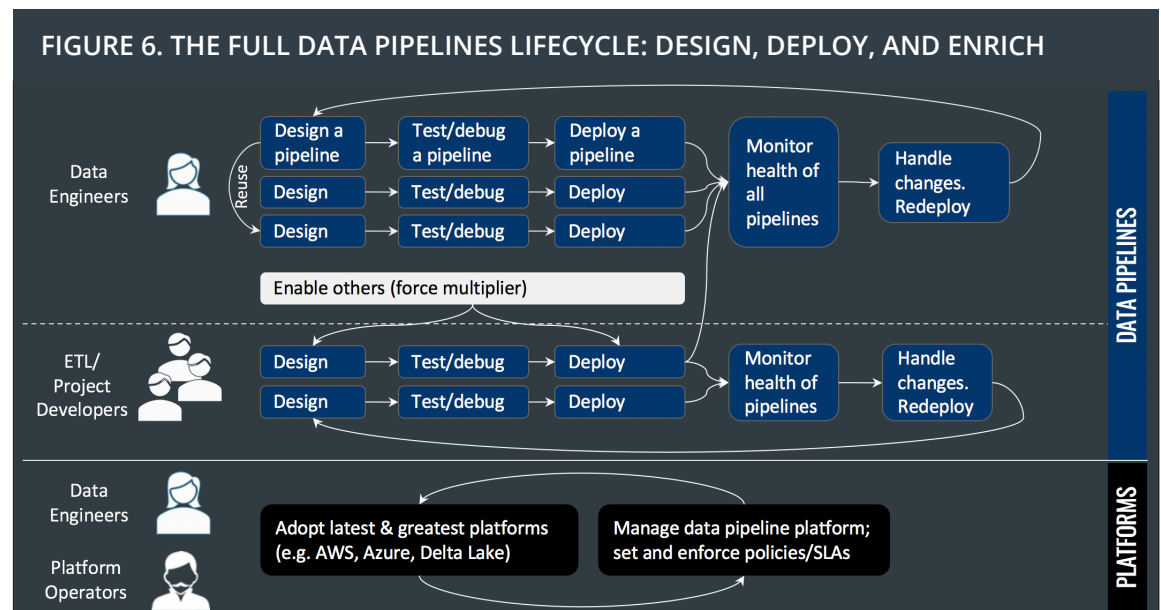 FIGURE 6. THE FULL DATA PIPELINES LIFECYCLE: DESIGN, DEPLOY, AND ENRICH
Data
Engineers
Reuse
Design a
pipeline
Test/debug
a pipeline
Deploy a
pipeline
Design
Test/debug
Deploy
Design
Test/debug
Deploy
Monitor
health of
all
pipelines
Handle
changes.
Redeploy
Enable others (force multiplier)
DATA PIPELINES
ETL/
Project
Developers
Design
Test/debug
Deploy
Design
Test/debug
Deploy
Monitor
health of
pipelines
Handle
changes.
Redeploy
Data
Engineers
Platform
Operators
Adopt latest & greatest platforms
(e.g. AWS, Azure, Delta Lake)
Manage data pipeline platform;
set and enforce policies/SLAs
PLATFORMS